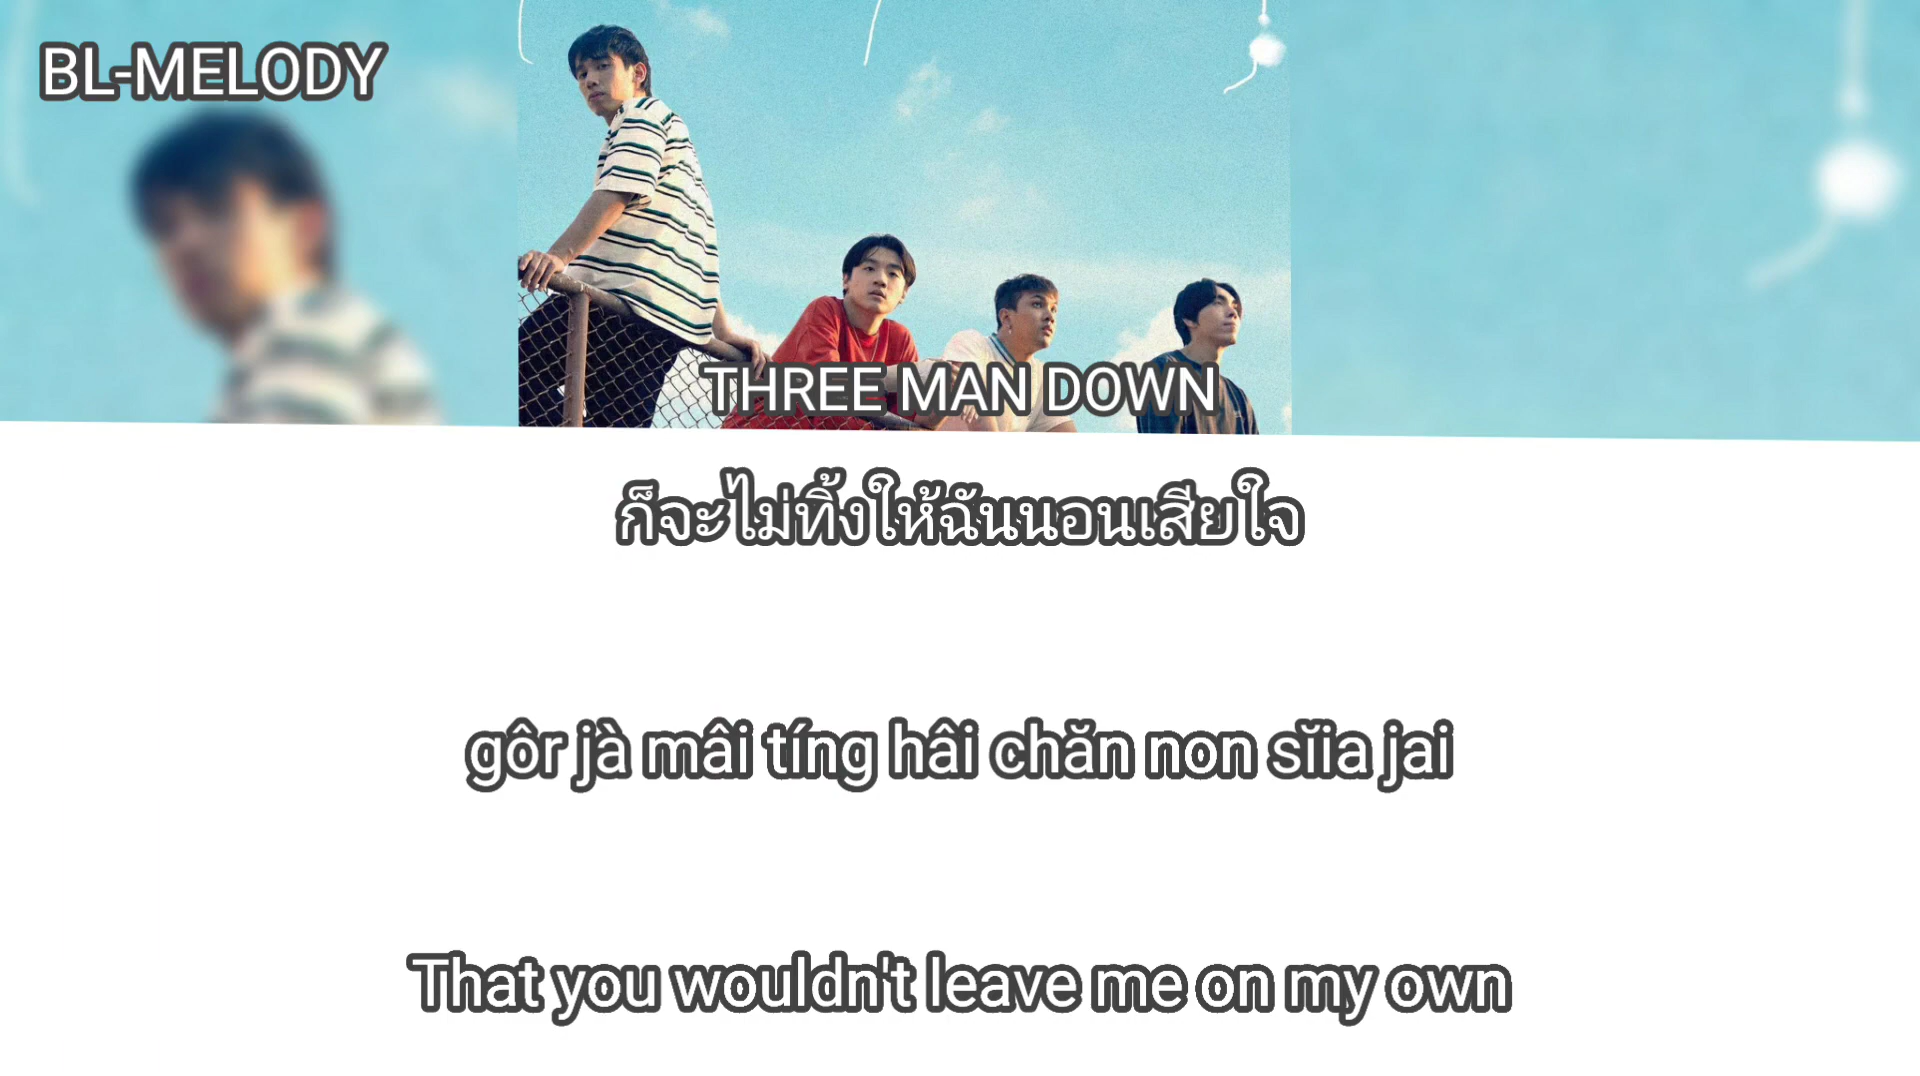 BL-MELODY
THREE MAN DOWN
ก็จะไม่ทิ้งให้ฉันนอนเสียใจ
gôr jà mâi tíng hâi chăn non sĭia jai
That you wouldn't leave me on my own